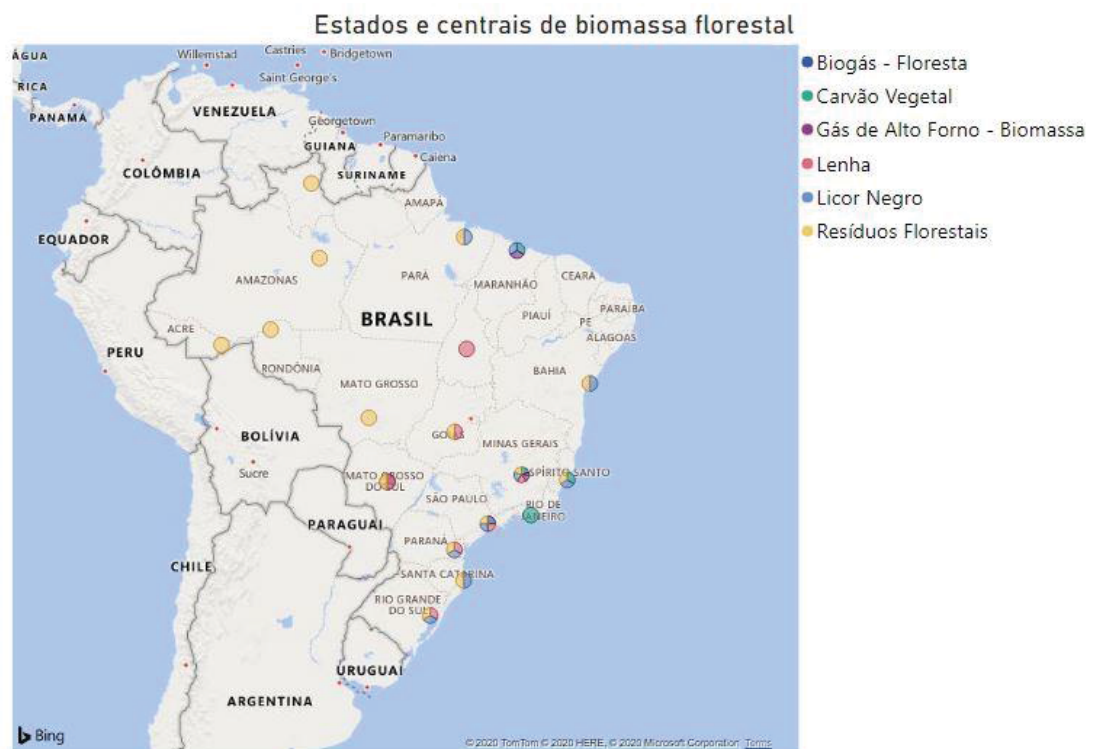 Estados e centrais de biomassa florestal
Biogás - Floresta
Carvão Vegetal
Gás de Alto Forno - Biomassa
Lenha
Licor Negro
Resíduos Florestais
ÁGUA
Willemstad
Castries
Bridgetown
RICA
Saint George's
PANAMÁ
VENEZUELA
Georgetown
Paramaribo
GUIANA
Caiena
COLÔMBIA
SURINAME
AMAPÁ
EQUADOR
AMAZONAS
PARÁ
MARANHÃO
CEARÁ
PARAÍBA
PIAUÍ
PE
ALAGOAS
BRASIL
ACRE
PERU
RONDÔNIA
BAHIA
MATO GROSSO
BOLÍVIA
MINAS GERAIS
Sucre
MATO GROSSO
DO SUL
SÃO PAULO
RIO DE
JANEIRO
PARAGUAI
PARANÁ
CHILE
SANTA CATARINA
RIO GRANDE
DO SUL
URUGUAI
ARGENTINA
Bing
© 2020 TomTom © 2020 HERE, © 2020 Microsoft Corporation Terms